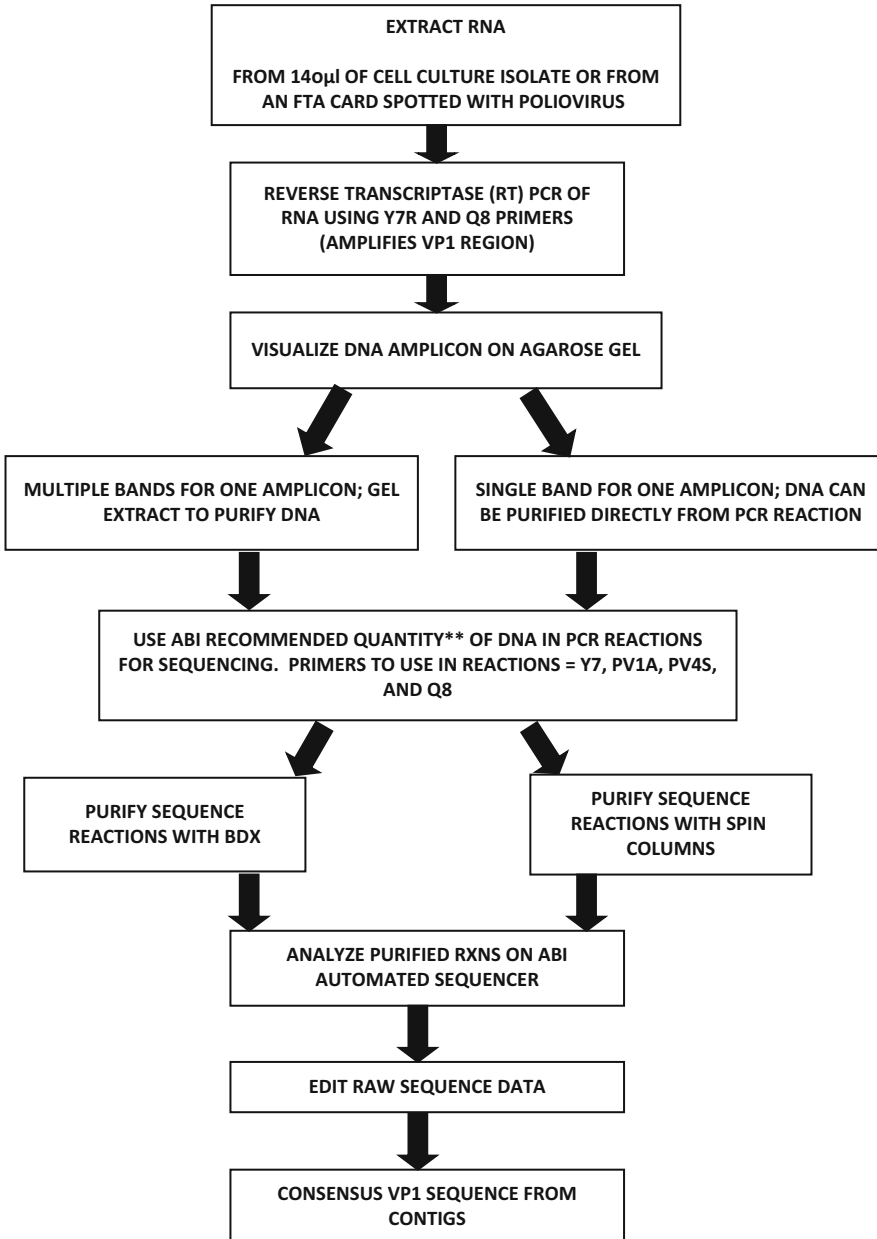 EXTRACT RNA
FROM 14oµl OF CELL CULTURE ISOLATE OR FROM
AN FTA CARD SPOTTED WITH POLIOVIRUS
REVERSE TRANSCRIPTASE (RT) PCR OF
RNA USING Y7R AND Q8 PRIMERS
(AMPLIFIES VP1 REGION)
VISUALIZE DNA AMPLICON ON AGAROSE GEL
MULTIPLE BANDS FOR ONE AMPLICON; GEL
EXTRACT TO PURIFY DNA
SINGLE BAND FOR ONE AMPLICON; DNA CAN
BE PURIFIED DIRECTLY FROM PCR REACTION
USE ABI RECOMMENDED QUANTITY** OF DNA IN PCR REACTIONS
FOR SEQUENCING. PRIMERS TO USE IN REACTIONS = Y7, PV1A, PV4S,
AND Q8
PURIFY SEQUENCE
REACTIONS WITH BDX
PURIFY SEQUENCE
REACTIONS WITH SPIN
COLUMNS
ANALYZE PURIFIED RXNS ON ABI
AUTOMATED SEQUENCER
EDIT RAW SEQUENCE DATA
CONSENSUS VP1 SEQUENCE FROM
CONTIGS